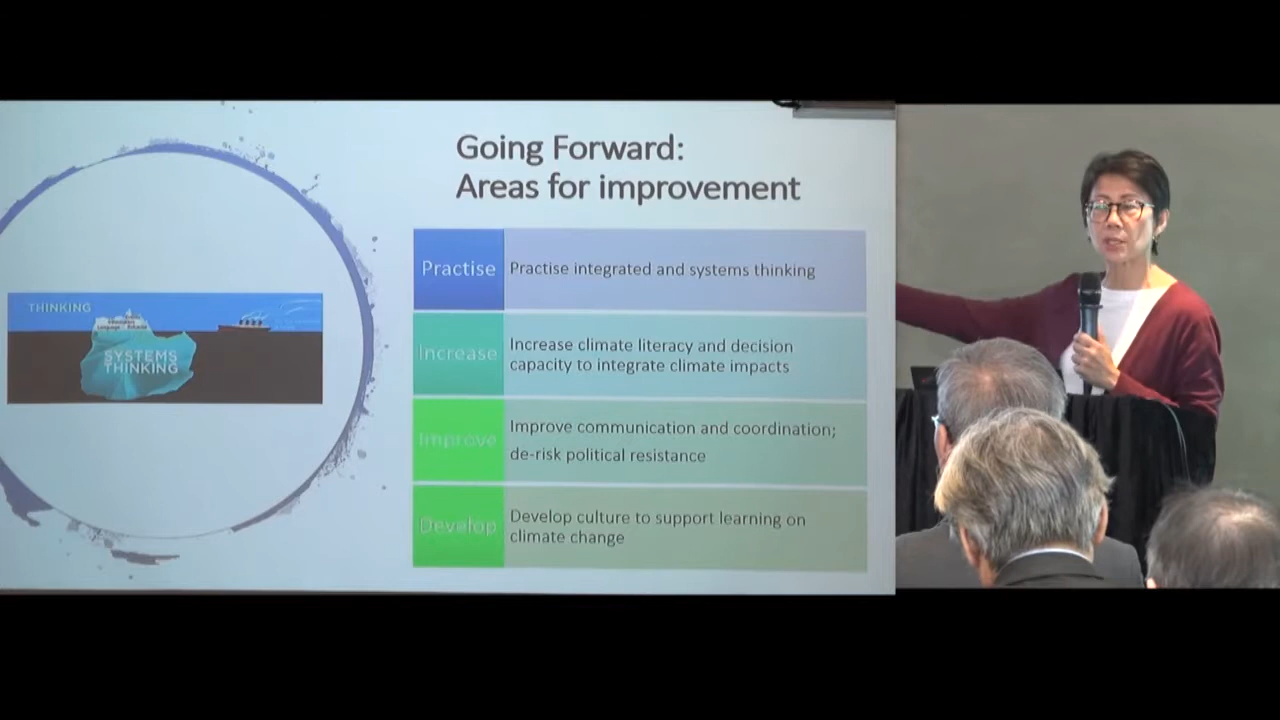 Going Forward:
Areas for improvement
THINKING
SYSTEMS
THINKING
Practise
Practise integrated and systems thinking
Increase
Increase climate literacy and decision
capacity to integrate climate impacts
Improve
Improve communication and coordination;
de-risk political resistance
Develop
Develop culture to support learning on
climate change